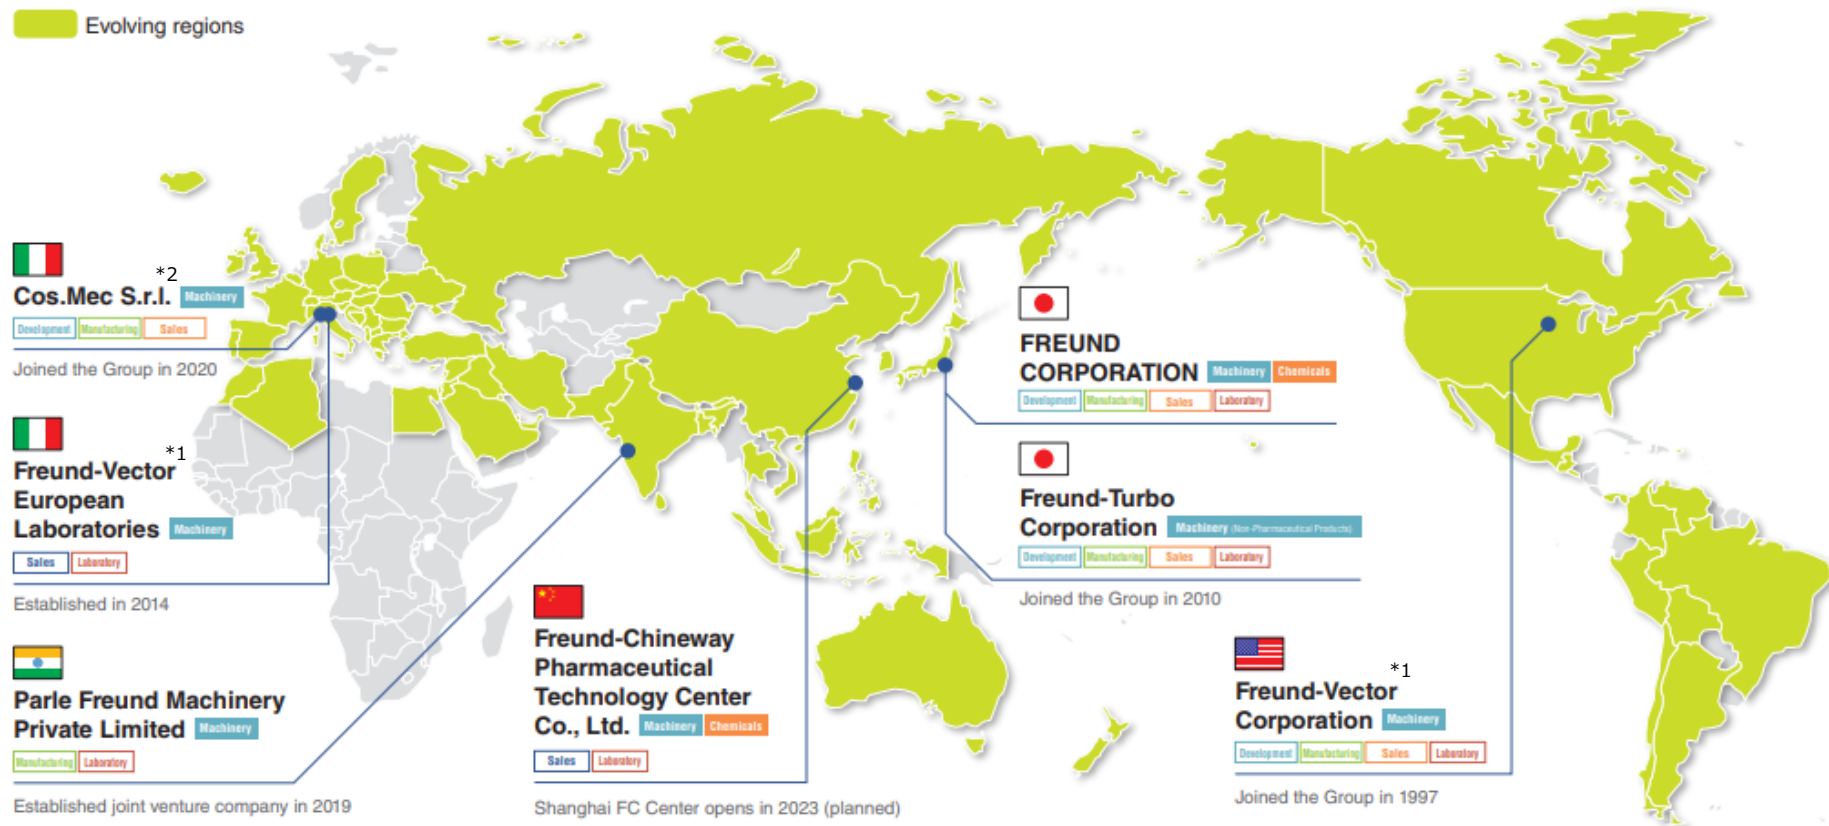 Evolving regions
*2
Cos.Mec S.r.l. Machinery
Development Manufacturing Sales
Joined the Group in 2020
*1
Freund-Vector
European
Laboratories Machinery
Sales Laboratory
Established in 2014
Parle Freund Machinery
Private Limited Machinery
Manufacturing Laboratory
Established joint venture company in 2019
Freund-Chineway
Pharmaceutical
Technology Center
Co., Ltd. Machinery Chemicals
Sales Laboratory
Shanghai FC Center opens in 2023 (planned)
FREUND
CORPORATION Machinery Chemicals
Development Manufacturing Sales Laboratory
Freund-Turbo
Corporation Machinery (Non-Pharmaceutical Products)
Development Manufacturing Sales Laboratory
Joined the Group in 2010
*1
Freund-Vector
Corporation Machinery
Development Manufacturing Sales Laboratory
Joined the Group in 1997